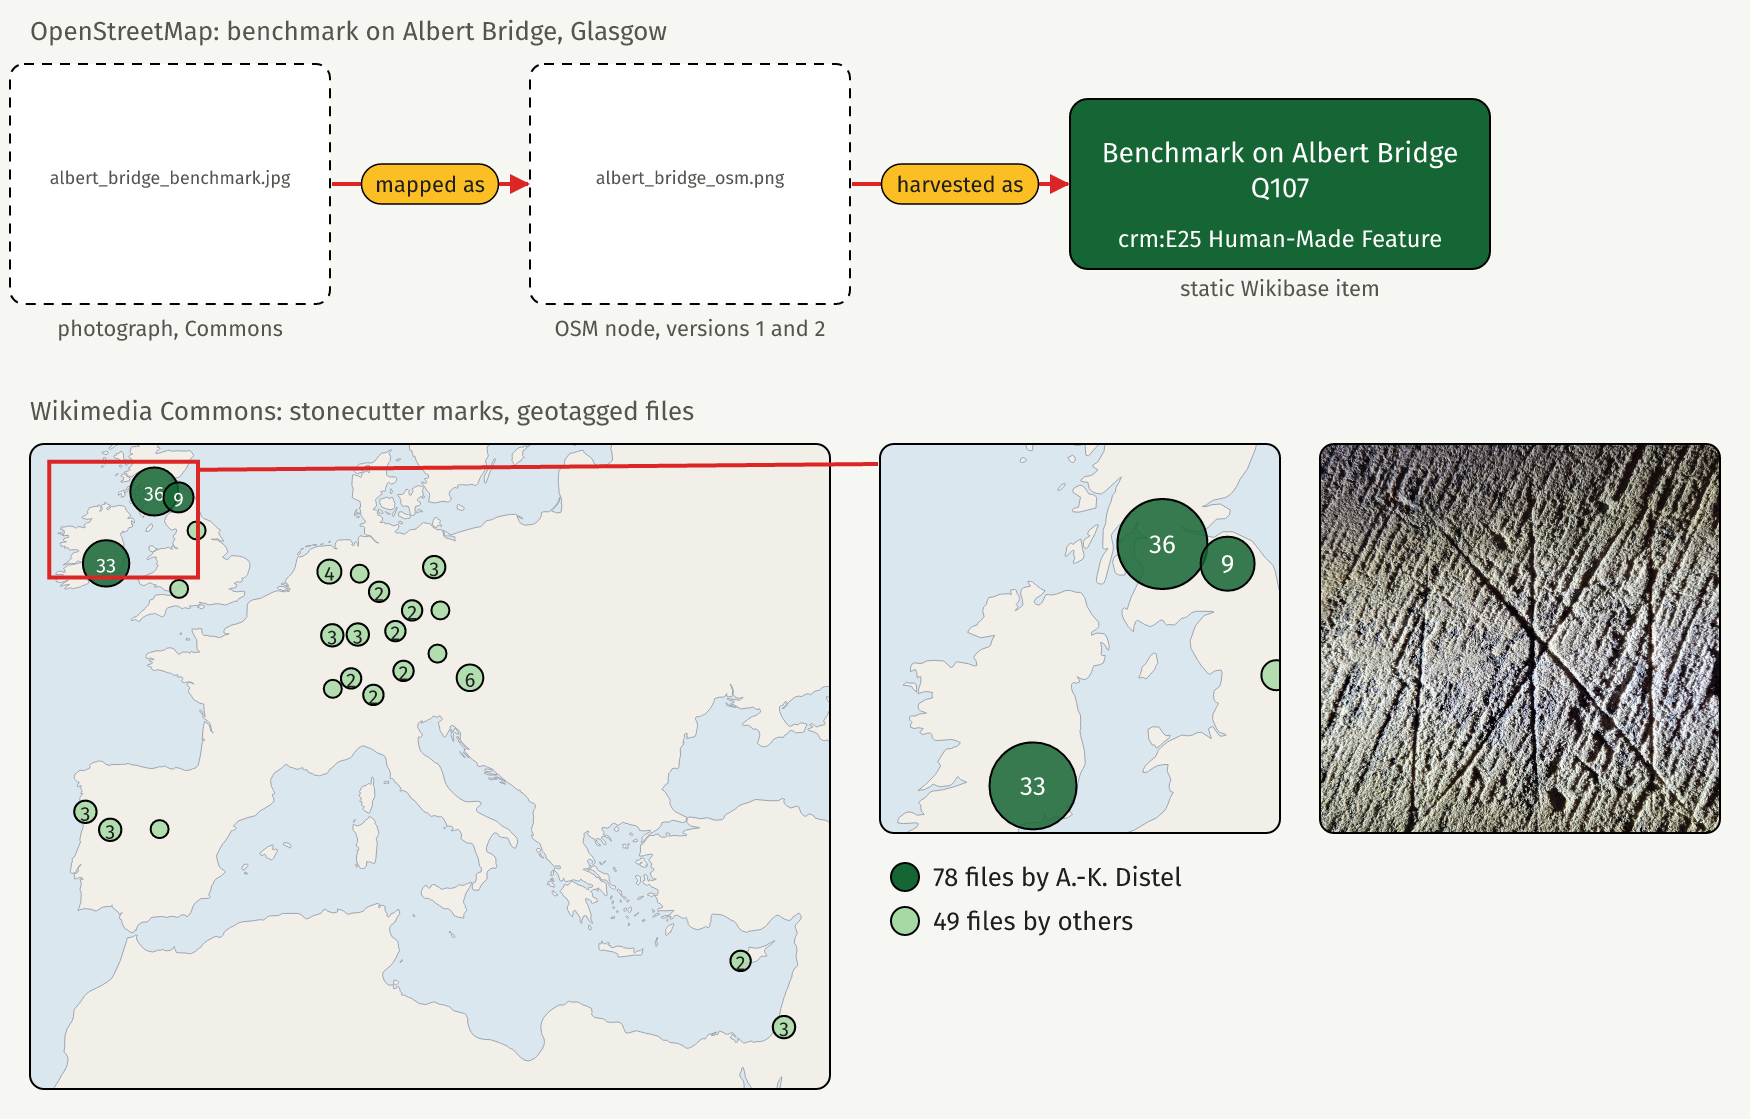 OpenStreetMap: benchmark on Albert Bridge, Glasgow
albert_bridge_benchmark.jpg
mapped as
albert_bridge_osm.png
harvested as
Benchmark on Albert Bridge
Q107
crm:E25 Human-Made Feature
photograph, Commons
OSM node, versions 1 and 2
static Wikibase item
Wikimedia Commons: stonecutter marks, geotagged files
36
9
33
4
3
2
2
3
3
2
2
2
2
6
3
3
2
3
36
9
33
78 files by A.-K. Distel
49 files by others